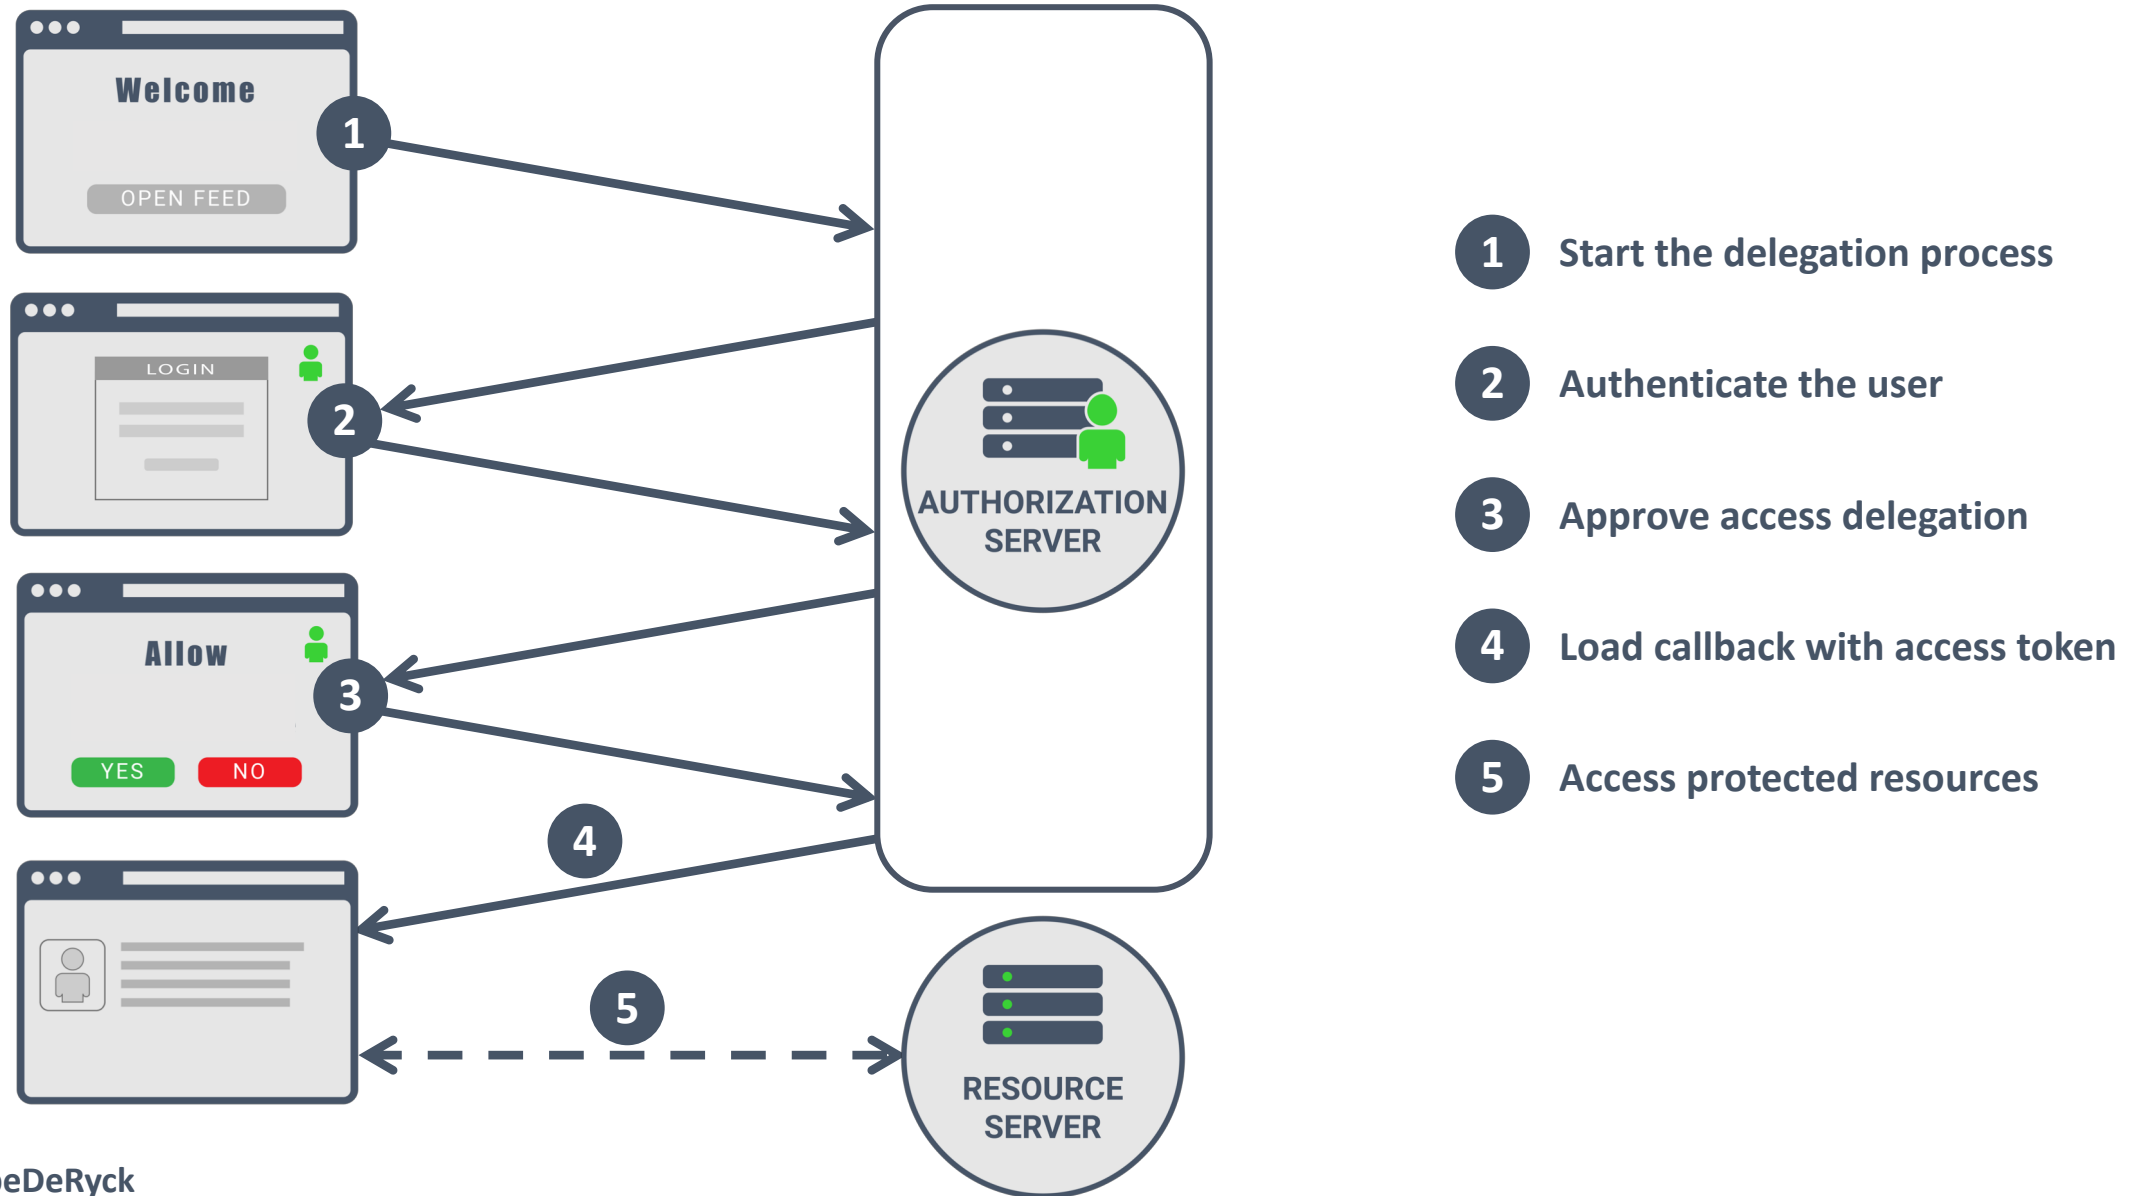 Welcome
OPEN FEED
1
LOGIN
2
Allow
YES NO
3
4
5
AUTHORIZATION
SERVER
RESOURCE
SERVER
1 Start the delegation process
2 Authenticate the user
3 Approve access delegation
4 Load callback with access token
5 Access protected resources
eDeRyck